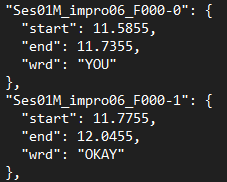 "Ses01M_impro06_F000-0": {
"start": 11.5855,
"end": 11.7355,
"wrd": "YOU"
},
"Ses01M_impro06_F000-1": {
"start": 11.7755,
"end": 12.0455,
"wrd": "OKAY"
},